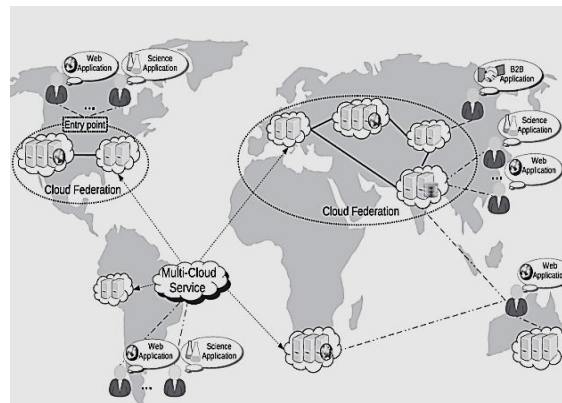 Web
Application
Science
Application
...
Entry point
Cloud Federation
B2B
Application
Science
Application
...
Web
Application
Cloud Federation
Multi-Cloud
Service
Web
Application
...
Science
Application
Web
Application